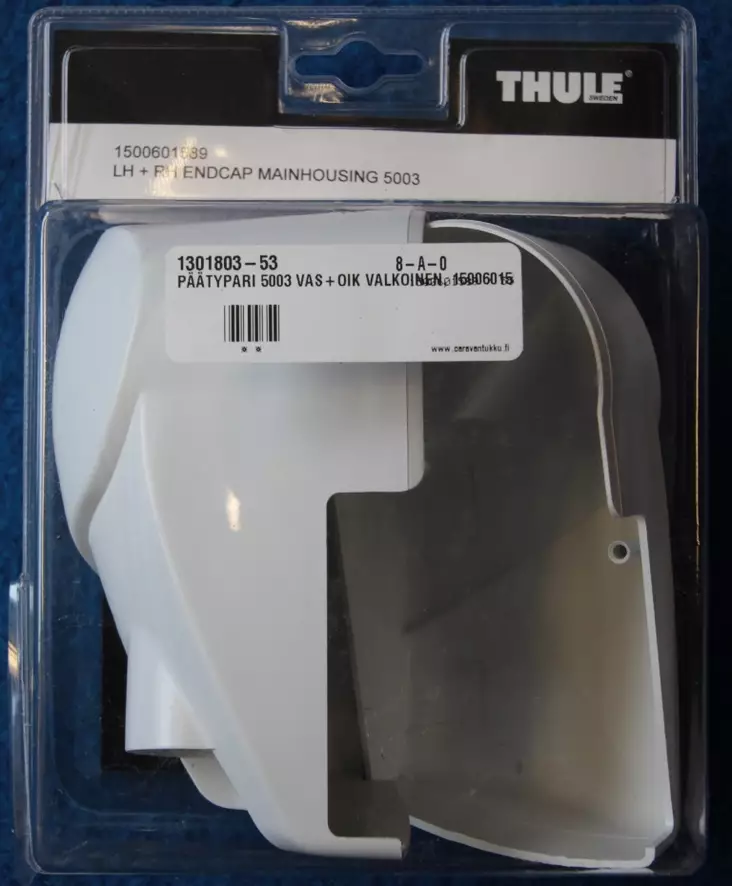 THULE®
SWEDEN
1500601589
LH + RH ENDCAP MAINHOUSING 5003
1301803-53 8-A-0
PÄÄTYPARI 5003 VAS+OIK VALKOINEN, 15006015
* *
www.caravantukku.fi